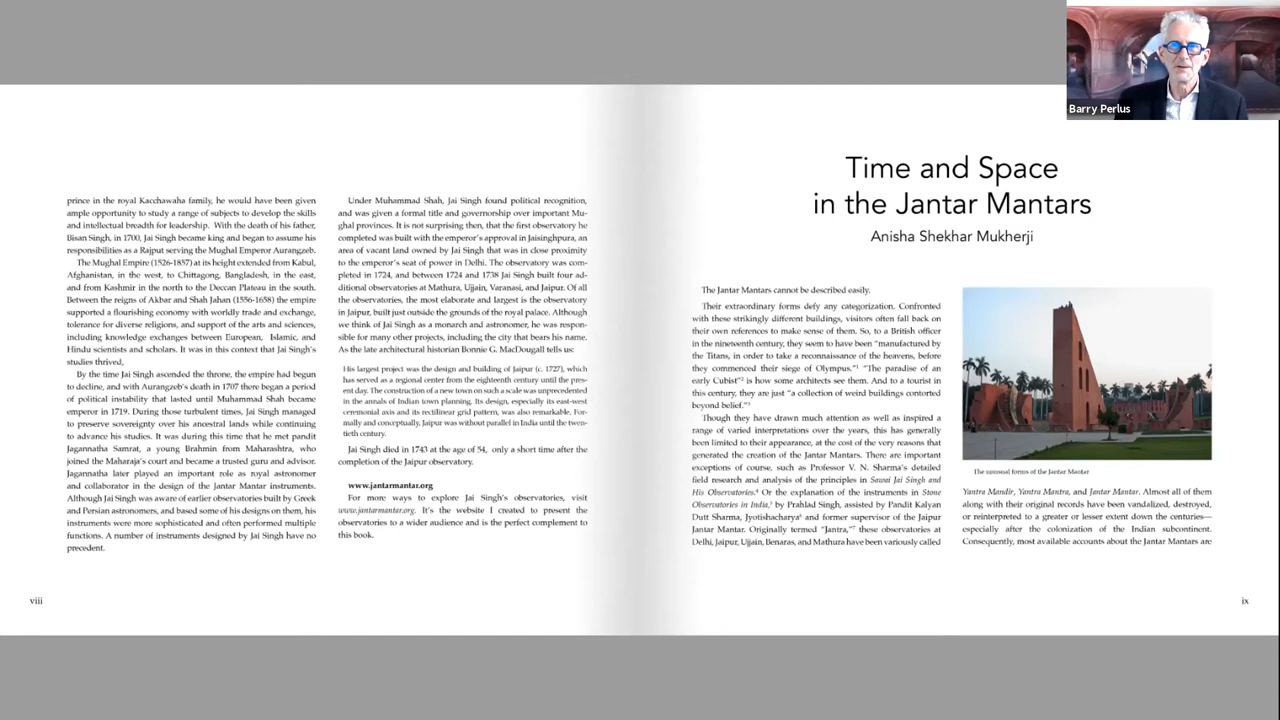 Barry Perlus
prince in the royal Kacchawaha family, he would have been given
ample opportunity to study a range of subjects to develop the skills
and intellectual breadth for leadership. With the death of his father,
Bisan Singh, in 1700, Jai Singh became king and began to assume his
responsibilities as a Rajput serving the Mughal Emperor Aurangzeb.
The Mughal Empire (1526-1857) at its height extended from Kabul,
Afghanistan, in the west, to Chittagong, Bangladesh, in the east,
and from Kashmir in the north to the Deccan Plateau in the south.
Between the reigns of Akbar and Shah Jahan (1556-1658) the empire
supported a flourishing economy with worldly trade and exchange,
tolerance for diverse religions, and support of the arts and sciences,
including knowledge exchanges between European, Islamic, and
Hindu scientists and scholars. It was in this context that Jai Singh's
studies thrived,
By the time Jai Singh ascended the throne, the empire had begun
to decline, and with Aurangzeb's death in 1707 there began a period
of political instability that lasted until Muhammad Shah became
emperor in 1719. During those turbulent times, Jai Singh managed
to preserve sovereignty over his ancestral lands while continuing
to advance his studies. It was during this time that he met pandit
Jagannatha Samrat, a young Brahmin from Maharashtra, who
joined the Maharaja's court and became a trusted guru and advisor.
Jagannatha later played an important role as royal astronomer
and collaborator in the design of the Jantar Mantar instruments.
Although Jai Singh was aware of earlier observatories built by Greek
and Persian astronomers, and based some of his designs on them, his
instruments were more sophisticated and often performed multiple
functions. A number of instruments designed by Jai Singh have no
precedent.
viii
Under Muhammad Shah, Jai Singh found political recognition,
and was given a formal title and governorship over important Mu-
ghal provinces. It is not surprising then, that the first observatory he
completed was built with the emperor's approval in Jaisinghpura, an
area of vacant land owned by Jai Singh that was in close proximity
to the emperor's seat of power in Delhi. The observatory was com-
pleted in 1724, and between 1724 and 1738 Jai Singh built four ad-
ditional observatories at Mathura, Ujjain, Varanasi, and Jaipur. Of all
the observatories, the most elaborate and largest is the observatory
in Jaipur, built just outside the grounds of the royal palace. Although
we think of Jai Singh as a monarch and astronomer, he was respon-
sible for many other projects, including the city that bears his name.
As the late architectural historian Bonnie G. MacDougall tells us:
His largest project was the design and building of Jaipur (c. 1727), which
has served as a regional center from the eighteenth century until the pres-
ent day. The construction of a new town on such a scale was unprecedented
in the annals of Indian town planning. Its design, especially its east-west
ceremonial axis and its rectilinear grid pattern, was also remarkable. For-
mally and conceptually, Jaipur was without parallel in India until the twen-
tieth century.
Jai Singh died in 1743 at the age of 54, only a short time after the
completion of the Jaipur observatory.
www.jantarmantar.org
For more ways to explore Jai Singh's observatories, visit
www.jantarmantar.org. It's the website I created to present the
observatories to a wider audience and is the perfect complement to
this book.
Time and Space
in the Jantar Mantars
Anisha Shekhar Mukherji
The Jantar Mantars cannot be described easily.
Their extraordinary forms defy any categorization. Confronted
with these strikingly different buildings, visitors often fall back on
their own references to make sense of them. So, to a British officer
in the nineteenth century, they seem to have been "manufactured by
the Titans, in order to take a reconnaissance of the heavens, before
they commenced their siege of Olympus."1 "The paradise of an
early Cubist"2 is how some architects see them. And to a tourist in
this century, they are just "a collection of weird buildings contorted
beyond belief."3
Though they have drawn much attention as well as inspired a
range of varied interpretations over the years, this has generally
been limited to their appearance, at the cost of the very reasons that
generated the creation of the Jantar Mantars. There are important
exceptions of course, such as Professor V. N. Sharma's detailed
field research and analysis of the principles in Sawai Jai Singh and
His Observatories.4 Or the explanation of the instruments in Stone
Observatories in India,5 by Prahlad Singh, assisted by Pandit Kalyan
Dutt Sharma, Jyotishacharya6 and former supervisor of the Jaipur
Jantar Mantar. Originally termed "Jantra,"7 these observatories at
Delhi, Jaipur, Ujjain, Benaras, and Mathura have been variously called
The unusual forms of the Jantar Mantar
Yantra Mandir, Yantra Mantra, and Jantar Mantar. Almost all of them
along with their original records have been vandalized, destroyed,
or reinterpreted to a greater or lesser extent down the centuries—
especially after the colonization of the Indian subcontinent.
Consequently, most available accounts about the Jantar Mantars are
ix